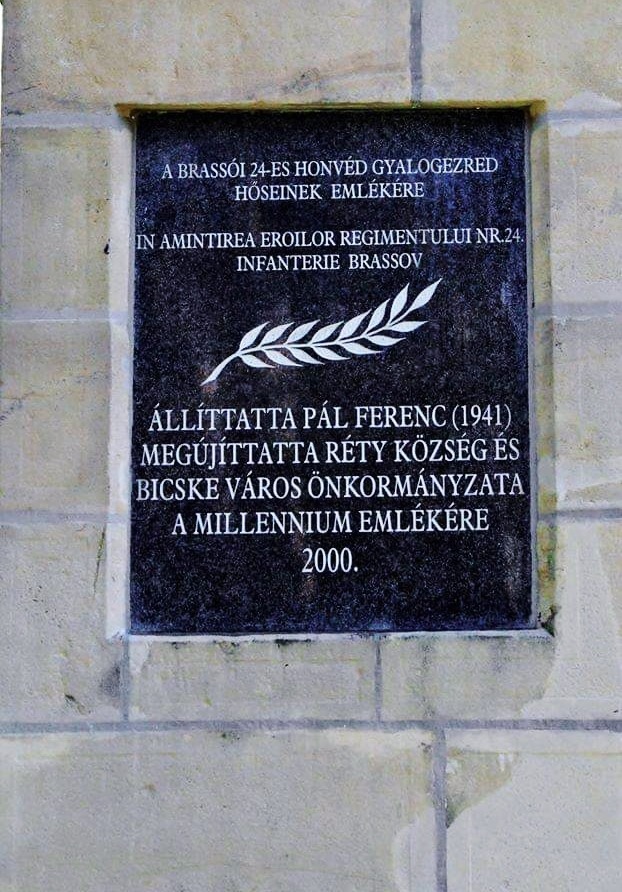 A BRASSÓI 24-ES HONVÉD GYALOGEZRED
HŐSEINEK EMLÉKÉRE
IN AMINTIREA EROILOR REGIMENTULUI NR.24.
INFANTERIE BRASSOV
ÁLLÍTTATTA PÁL FERENC (1941)
MEGÚJÍTTATTA RÉTY KÖZSÉG ÉS
BICSKE VÁROS ÖNKORMÁNYZATA
A MILLENNIUM EMLÉKÉRE
2000.